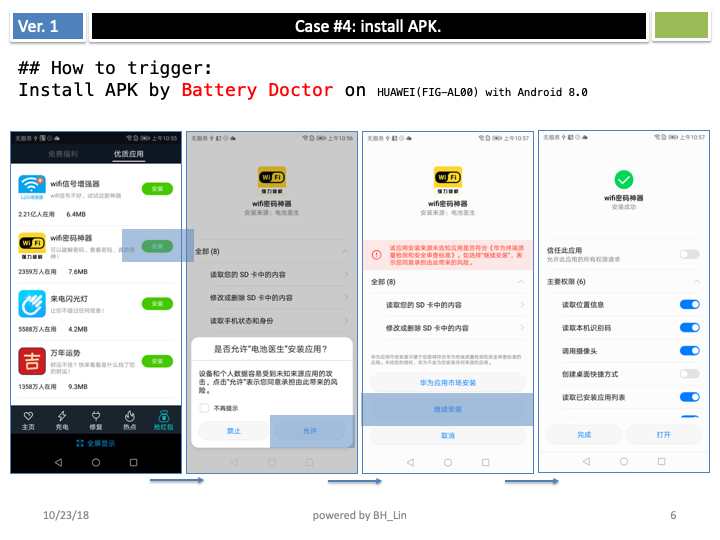 Ver. 1
Case #4: install APK.
## How to trigger:
Install APK by Battery Doctor on HUAWEI(FIG-AL00) with Android 8.0
无服务
上午10:55
免费福利
优质应用
wifi信号增强器
wifi信号不好，试试这款神器
安装
2.21亿人在用 6.4MB
WiFi
强力破解
wifi密码神器
可以破解密码，查看密码，真的神
器！
安装
2359万人在用 7.6MB
来电闪光灯
让你不错过任何信息！
安装
5588万人在用 4.2MB
吉
万年运势
财运不佳？快来看看是什么挡了您
的好运！
安装
1358万人在用 9.3MB
主页
充电
修复
热点
抢红包
全屏显示
无服务
上午10:56
WiFi
强力破解
wifi密码神器
安装来源：电池医生
全部 (8)
读取您的 SD 卡中的内容
修改或删除 SD 卡中的内容
读取手机状态和身份
是否允许“电池医生”安装应用？
设备和个人数据容易受到未知来源应用的攻
击。点击“允许”表示您同意承担由此带来的风
险。
不再提示
禁止
允许
无服务
上午10:57
WiFi
强力破解
wifi密码神器
安装来源：电池医生
该应用安装来源未告知应用是否符合《华为终端质
量检测和安全审查标准》。如选择“继续安装”，表
示您同意承担由此带来的风险。
全部 (8)
读取您的 SD 卡中的内容
修改或删除 SD 卡中的内容
华为应用市场安装
继续安装
取消
无服务
上午10:57
wifi密码神器
安装成功
信任此应用
允许此应用的所有权限请求
主要权限 (6)
读取位置信息
读取本机识别码
调用摄像头
创建桌面快捷方式
读取已安装应用列表
完成
打开
10/23/18
powered by BH_Lin
6